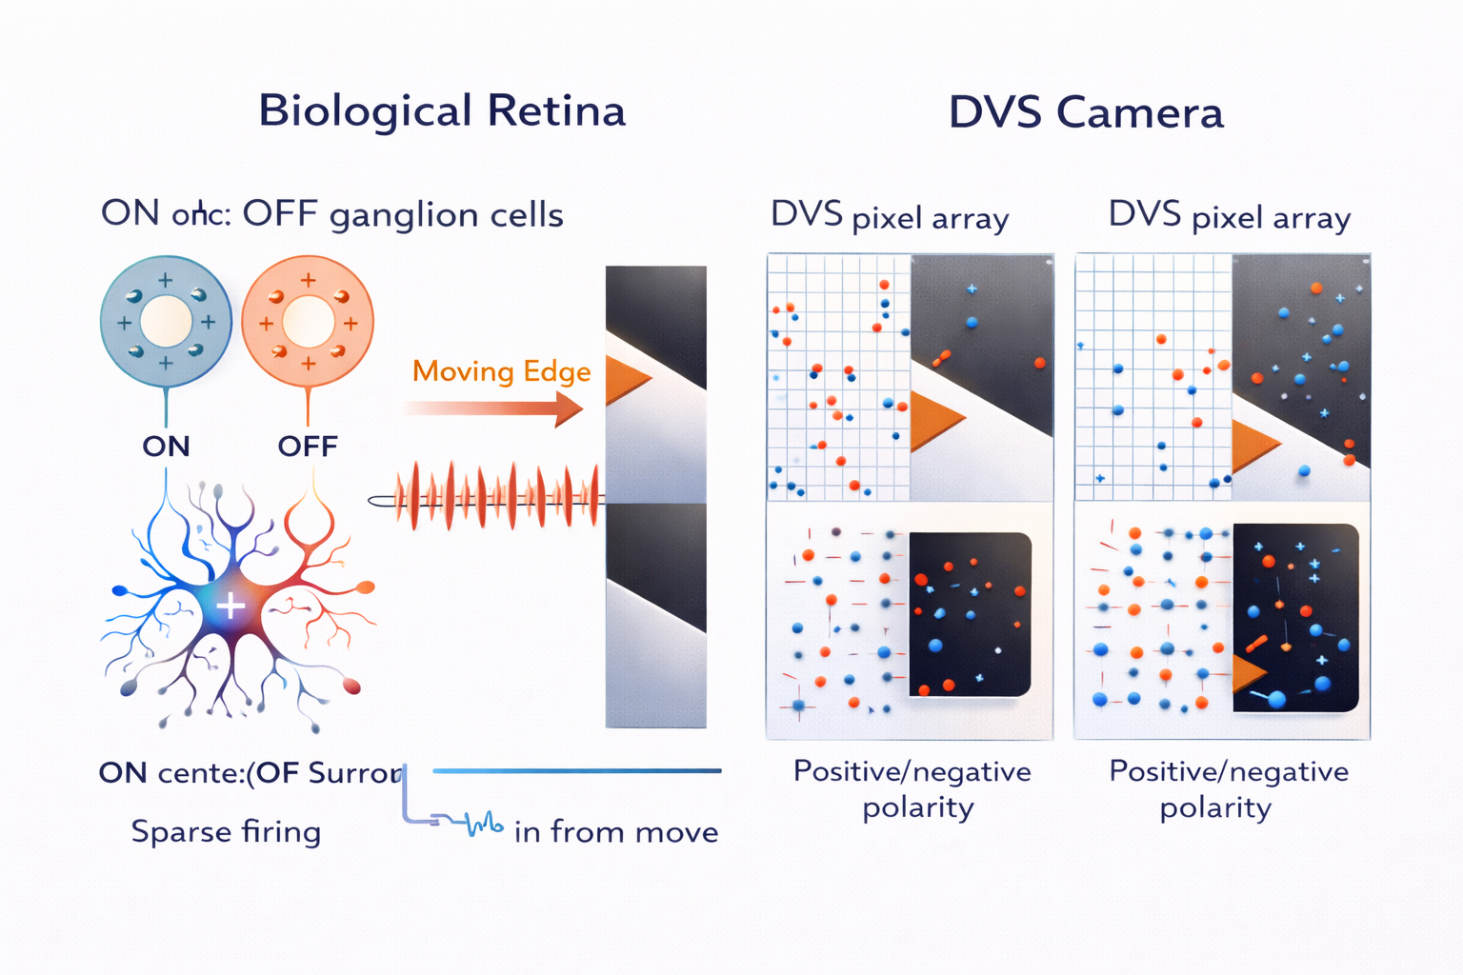 Biological Retina
DVS Camera
ON OFF ganglion cells
DVS pixel array
DVS pixel array
Moving Edge
ON
OFF
ON cente:(OF Surror
Sparse firing
in from move
Positive/negative
polarity
Positive/negative
polarity